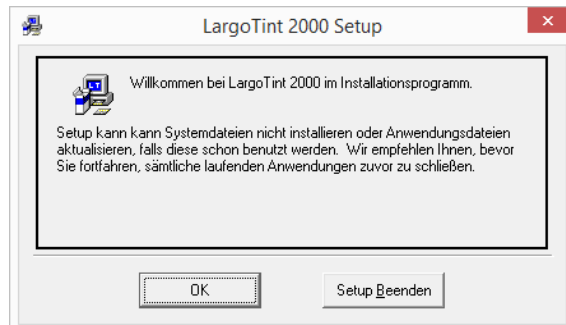 LargoTint 2000 Setup
LT
Willkommen bei LargoTint 2000 im Installationsprogramm.
Setup kann kann Systemdateien nicht installieren oder Anwendungsdateien
aktualisieren, falls diese schon benutzt werden. Wir empfehlen Ihnen, bevor
Sie fortfahren, sämtliche laufenden Anwendungen zuvor zu schließen.
OK
Setup Beenden